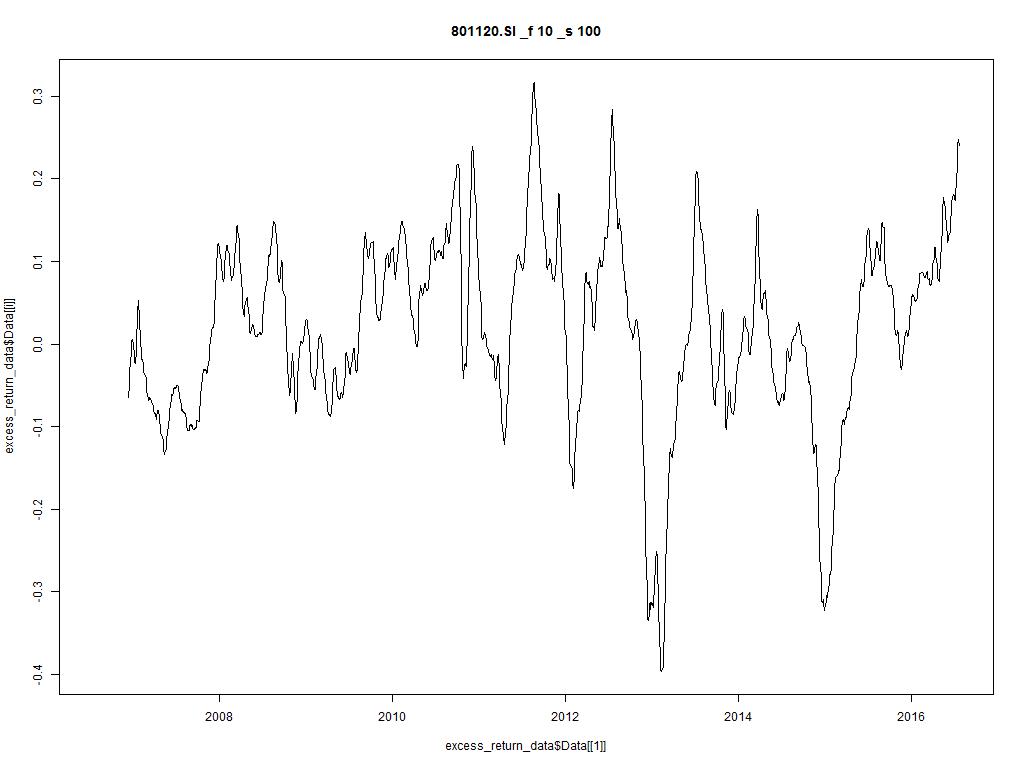 801120.SI _f 10 _s 100
excess_return_data$Data[[i]]
0.3
0.2
0.1
0.0
-0.1
-0.2
-0.3
-0.4
2008 2010 2012 2014 2016
excess_return_data$Data[[1]]